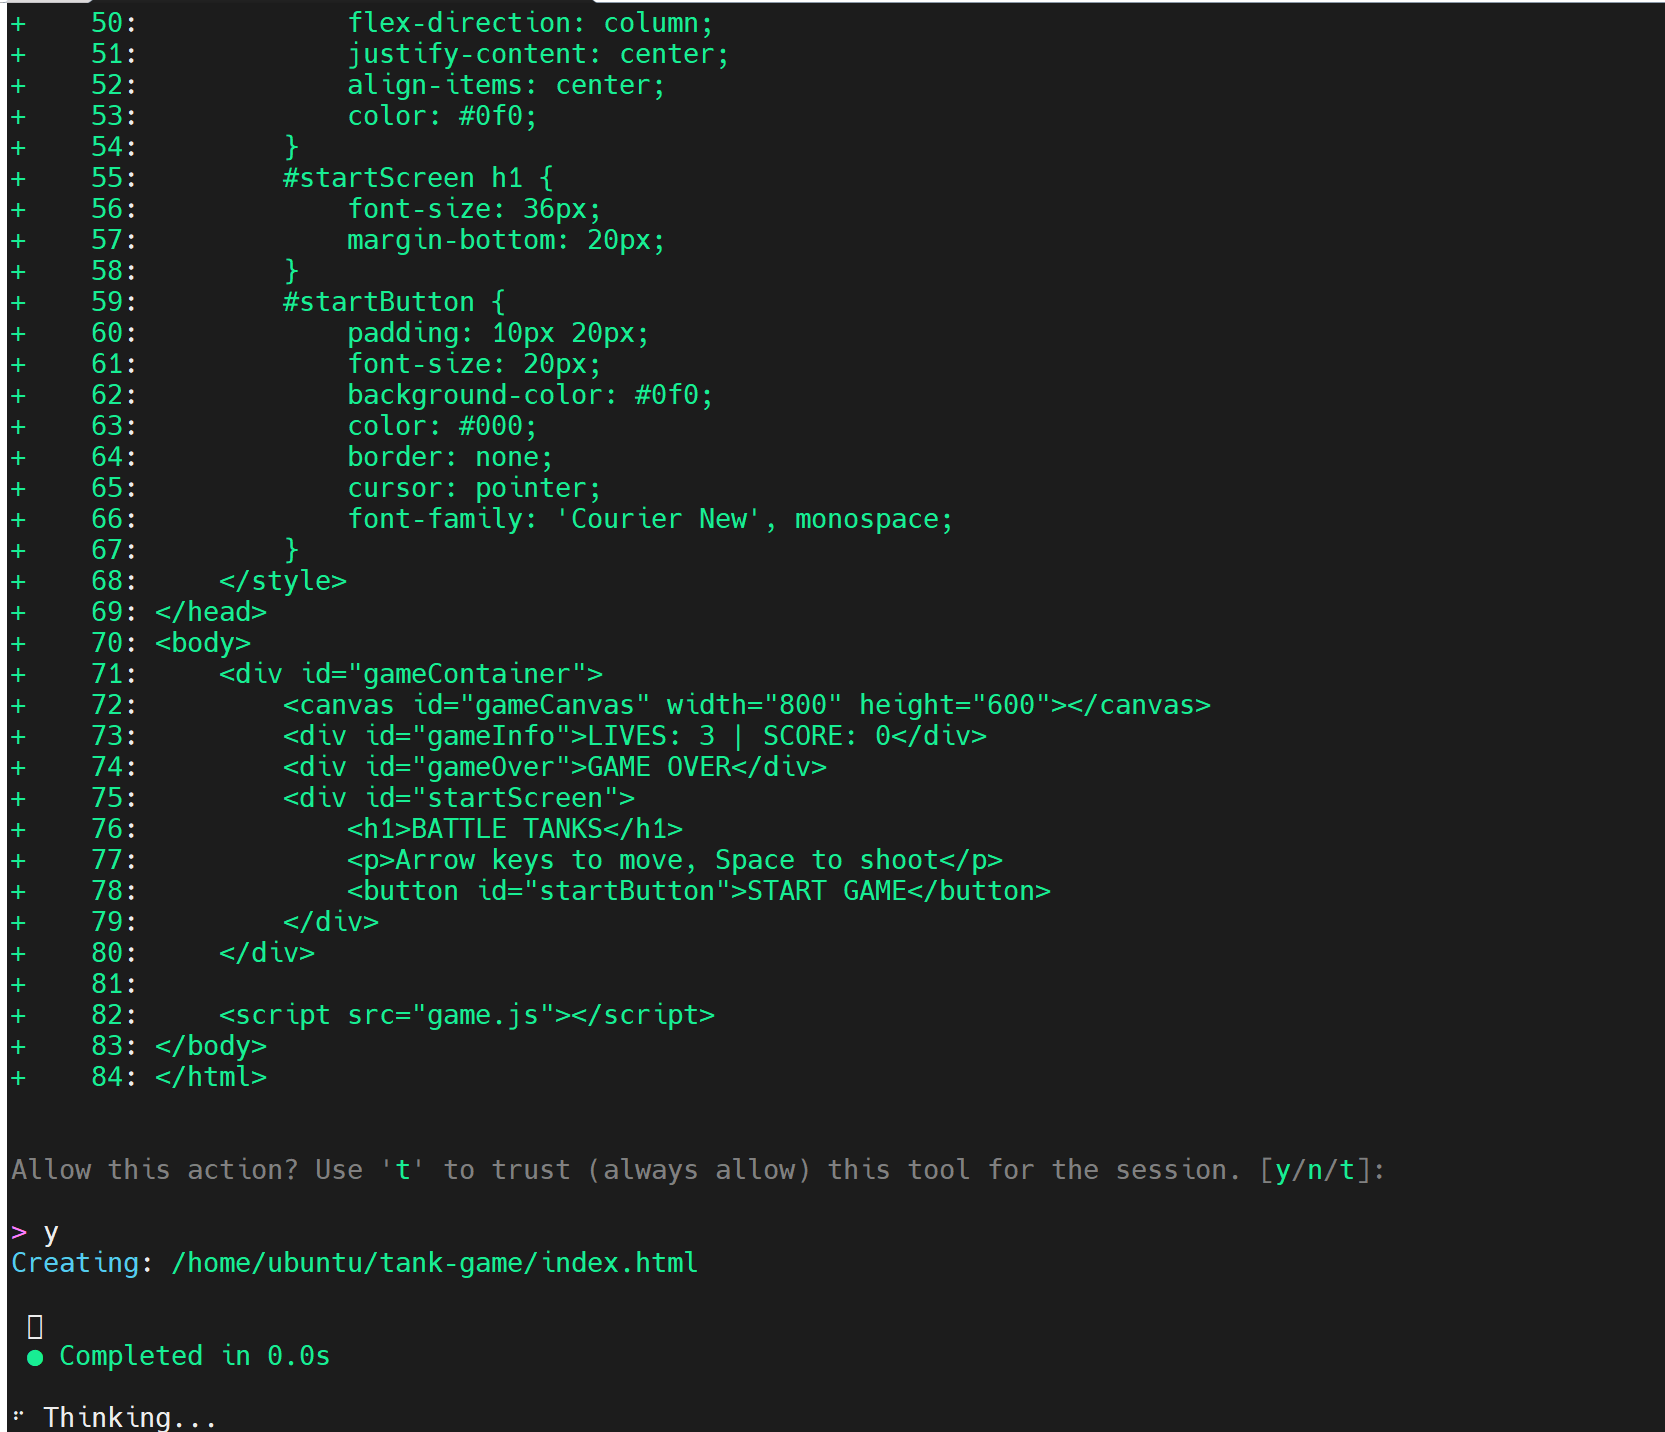 +    50:             flex-direction: column;
+    51:             justify-content: center;
+    52:             align-items: center;
+    53:             color: #0f0;
+    54:         }
+    55:         #startScreen h1 {
+    56:             font-size: 36px;
+    57:             margin-bottom: 20px;
+    58:         }
+    59:         #startButton {
+    60:             padding: 10px 20px;
+    61:             font-size: 20px;
+    62:             background-color: #0f0;
+    63:             color: #000;
+    64:             border: none;
+    65:             cursor: pointer;
+    66:             font-family: 'Courier New', monospace;
+    67:         }
+    68:     </style>
+    69: </head>
+    70: <body>
+    71:     <div id="gameContainer">
+    72:         <canvas id="gameCanvas" width="800" height="600"></canvas>
+    73:         <div id="gameInfo">LIVES: 3 | SCORE: 0</div>
+    74:         <div id="gameOver">GAME OVER</div>
+    75:         <div id="startScreen">
+    76:             <h1>BATTLE TANKS</h1>
+    77:             <p>Arrow keys to move, Space to shoot</p>
+    78:             <button id="startButton">START GAME</button>
+    79:         </div>
+    80:     </div>
+    81:
+    82:     <script src="game.js"></script>
+    83: </body>
+    84: </html>
Allow this action? Use 't' to trust (always allow) this tool for the session. [y/n/t]:
> y
Creating: /home/ubuntu/tank-game/index.html
● Completed in 0.0s
⠋ Thinking...